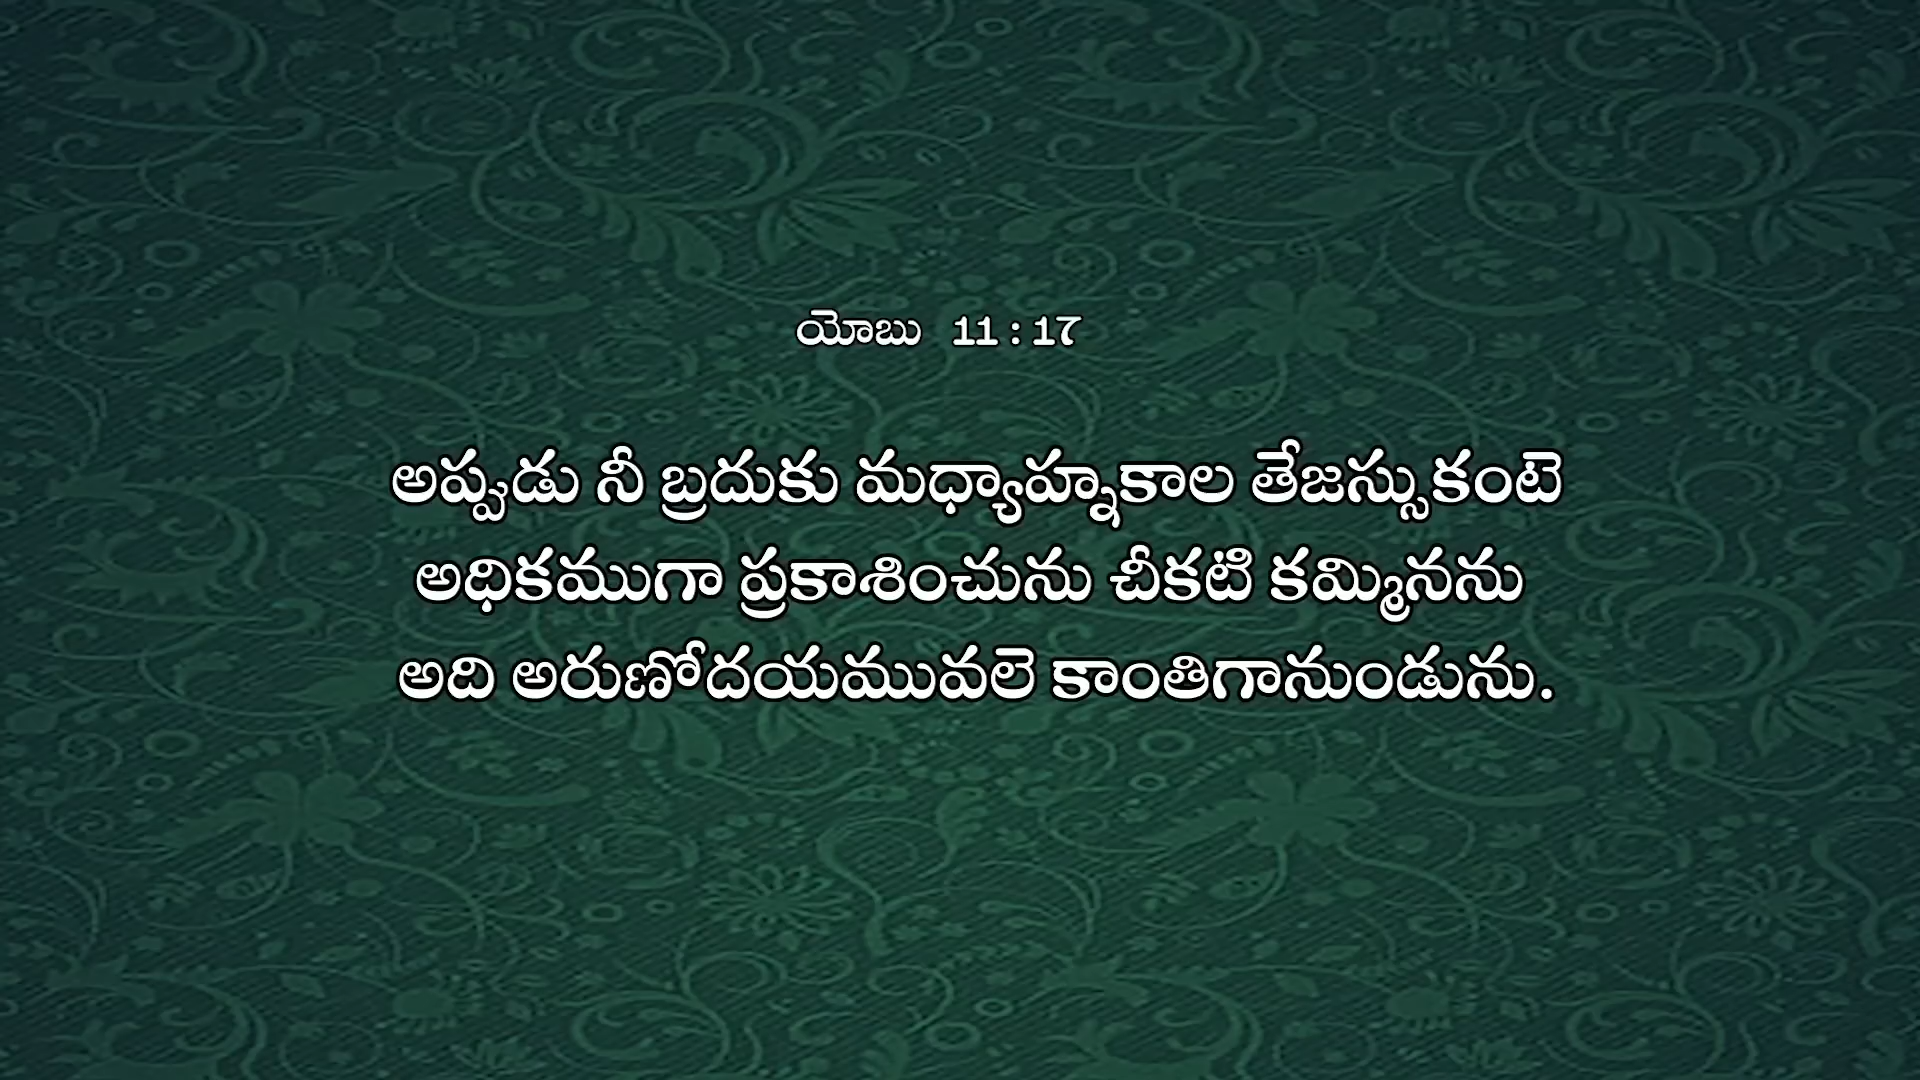 యోబు 11:17
అప్పుడు నీ బ్రదుకు మధ్యాహ్నకాల తేజస్సుకంటె
అధికముగా ప్రకాశించును చీకటి కమ్మినను
అది అరుణోదయమువలె కాంతిగానుండును.